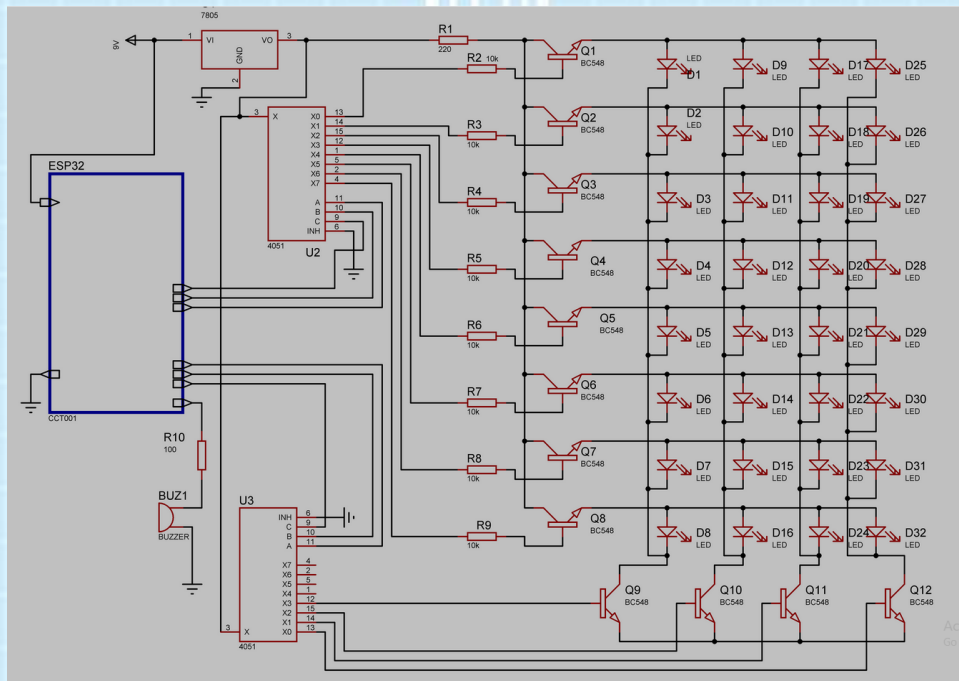 7805
9V
1
VI
VO
3
GND
2
R1
220
R2
10k
Q1
BC548
LED
D1
D9
LED
D17
LED
D25
LED
3
X
X0
13
X1
14
X2
15
X3
12
X4
1
X5
5
X6
2
X7
4
A
11
B
10
C
9
INH
6
4051
U2
R3
10k
Q2
BC548
D2
LED
D10
LED
D18
LED
D26
LED
ESP32
CCT001
R4
10k
Q3
BC548
D3
LED
D11
LED
D19
LED
D27
LED
R5
10k
Q4
BC548
D4
LED
D12
LED
D20
LED
D28
LED
R6
10k
Q5
BC548
D5
LED
D13
LED
D21
LED
D29
LED
R7
10k
Q6
BC548
D6
LED
D14
LED
D22
LED
D30
LED
R10
100
R8
10k
Q7
BC548
D7
LED
D15
LED
D23
LED
D31
LED
BUZ1
BUZZER
R9
10k
Q8
BC548
D8
LED
D16
LED
D24
LED
D32
LED
U3
INH
6
C
9
B
10
A
11
X7
4
X6
2
X5
5
X4
1
X3
12
X2
15
X1
14
X0
13
3
X
4051
Q9
BC548
Q10
BC548
Q11
BC548
Q12
BC548
Go